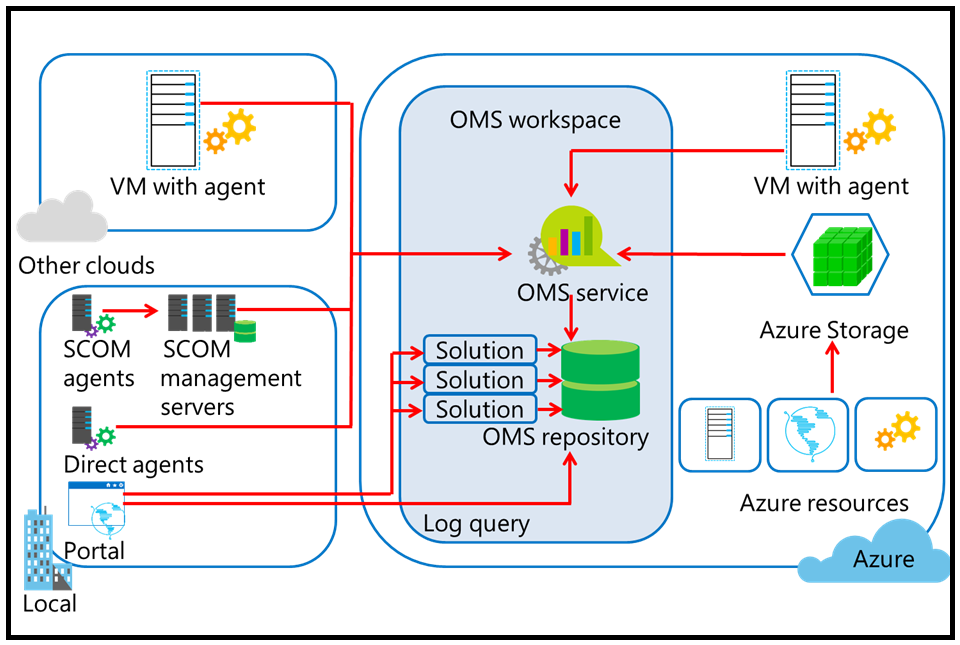 OMS workspace
VM with agent
VM with agent
Other clouds
OMS service
SCOM
agents
SCOM
management
servers
Azure Storage
Solution
Solution
Solution
OMS repository
Direct agents
Azure resources
Log query
Portal
Azure
Local